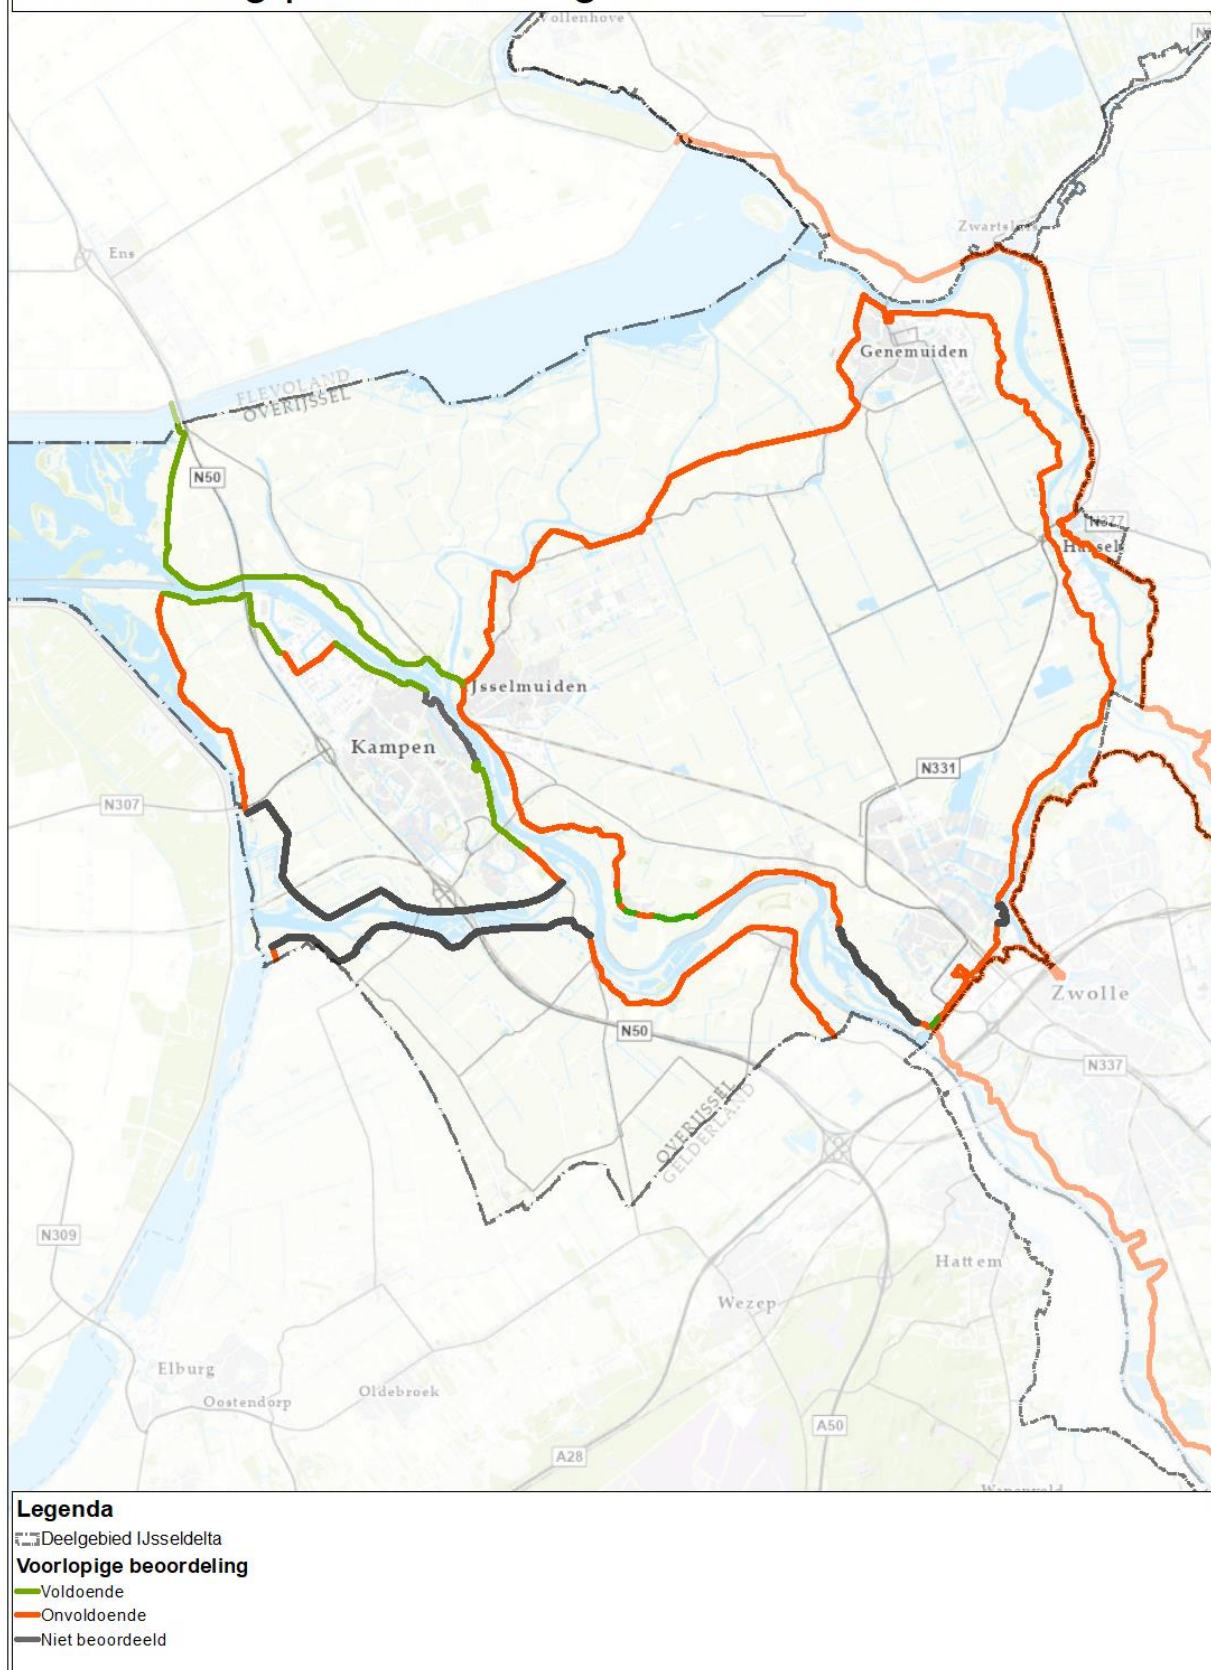 Vollenhove
Zwartsluis
Ens
Genemuiden
FLEVOLAND
OVERIJSSEL
N50
N377
Hasselt
IJsselmuiden
Kampen
N331
N307
Zwolle
N50
N337
OVERIJSSEL
GELDERLAND
N309
Hattem
Wezep
Elburg
Oldebroek
Oostendorp
A50
A28
Legenda
Deelgebied IJsseldelta
Voorlopige beoordeling
Voldoende
Onvoldoende
Niet beoordeeld